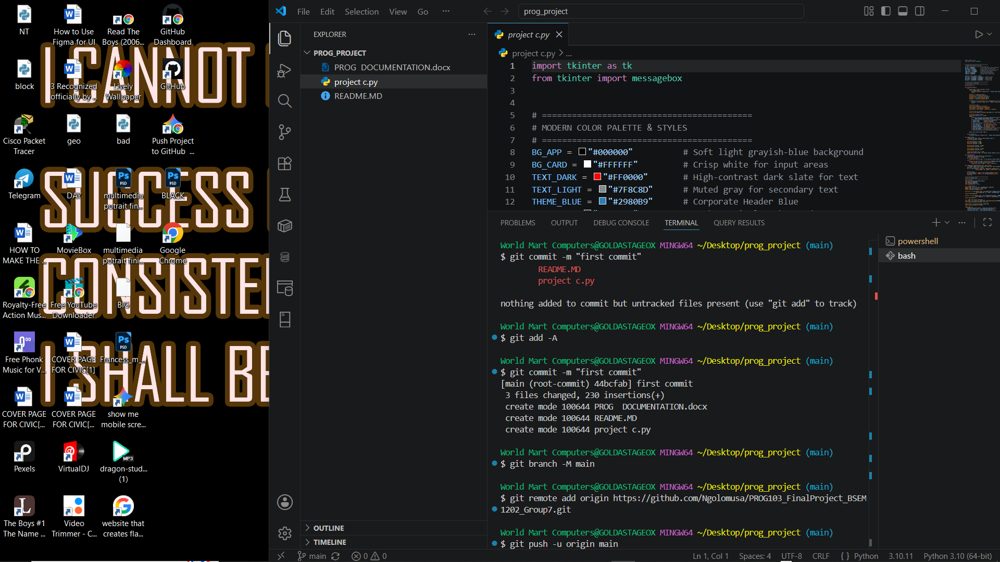 NT
How to Use
Figma for UI
Read The
Boys (2006...
GitHub
Dashboard
I CANNOT
block
3 Recognized
officially by ...
Lively
Wallpaper
GitHub
Cisco Packet
Tracer
geo
bad
Push Project
to GitHub ...
SUCCESS
Telegram
DAY
multimedia
potrait fin...
BLACK
HOW TO
MAKE THE ...
MovieBox
multimedia
potrait fini...
Google
Chrome
CONSISTE
Royalty-Free
Action Mus...
Free YouTube
Downloader
BIG
Free Phonk
Music for V...
COVER PAGE
FOR CIVIC[1]
Francess_m_...
I SHALL BE
COVER PAGE
FOR CIVIC[...
COVER PAGE
FOR CIVIC[...
show me
mobile scre...
Pexels
VirtualDJ
dragon-stud...
(1)
The Boys #1
The Name ...
Video
Trimmer - C...
website that
creates fla...
File Edit Selection View Go ...
prog_project
EXPLORER
PROG_PROJECT
PROG  DOCUMENTATION.docx
project c.py
README.MD
OUTLINE
TIMELINE
project c.py
project c.py > ...
1 import tkinter as tk
2 from tkinter import messagebox
3
4
5 # ==========================================
6 # MODERN COLOR PALETTE & STYLES
7 # ==========================================
8 BG_APP = "#000000" # Soft light grayish-blue background
9 BG_CARD = "#FFFFFF" # Crisp white for input areas
10 TEXT_DARK = "#FF0000" # High-contrast dark slate for text
11 TEXT_LIGHT = "#7F8C8D" # Muted gray for secondary text
12 THEME_BLUE = "#2980B9" # Corporate Header Blue
PROBLEMS OUTPUT DEBUG CONSOLE TERMINAL QUERY RESULTS
powershell
bash
World Mart Computers@GOLDASTAGEOX MINGW64 ~/Desktop/prog_project (main)
$ git commit -m "first commit"
README.MD
project c.py
nothing added to commit but untracked files present (use "git add" to track)
World Mart Computers@GOLDASTAGEOX MINGW64 ~/Desktop/prog_project (main)
$ git add -A
World Mart Computers@GOLDASTAGEOX MINGW64 ~/Desktop/prog_project (main)
$ git commit -m "first commit"
[main (root-commit) 44bcfab] first commit
3 files changed, 230 insertions(+)
create mode 100644 PROG  DOCUMENTATION.docx
create mode 100644 README.MD
create mode 100644 project c.py
World Mart Computers@GOLDASTAGEOX MINGW64 ~/Desktop/prog_project (main)
$ git branch -M main
World Mart Computers@GOLDASTAGEOX MINGW64 ~/Desktop/prog_project (main)
$ git remote add origin https://github.com/Ngolomusa/PROG103_FinalProject_BSEM
1202_Group7.git
World Mart Computers@GOLDASTAGEOX MINGW64 ~/Desktop/prog_project (main)
$ git push -u origin main
main 0 0 Ln 1, Col 1 Spaces: 4 UTF-8 CRLF { } Python 3.10.11 Python 3.10 (64-bit)